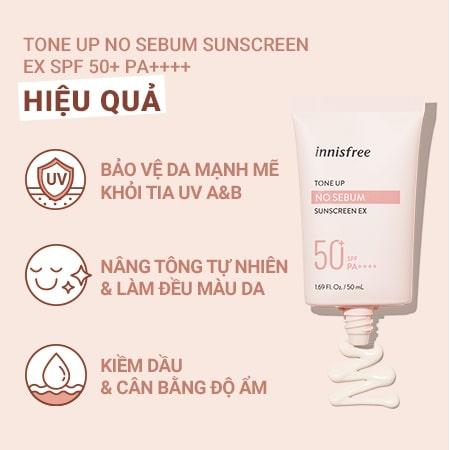 TONE UP NO SEBUM SUNSCREEN
EX SPF 50+ PA++++
HIỆU QUẢ
UV
BẢO VỆ DA MẠNH MẼ
KHỎI TIA UV A&B
NÂNG TÔNG TỰ NHIÊN
& LÀM ĐỀU MÀU DA
KIỀM DẦU
& CÂN BẰNG ĐỘ ẨM
innisfree
TONE UP
NO SEBUM
SUNSCREEN EX
50+ SPF
PA++++
1.69 Fl. Oz. / 50 mL